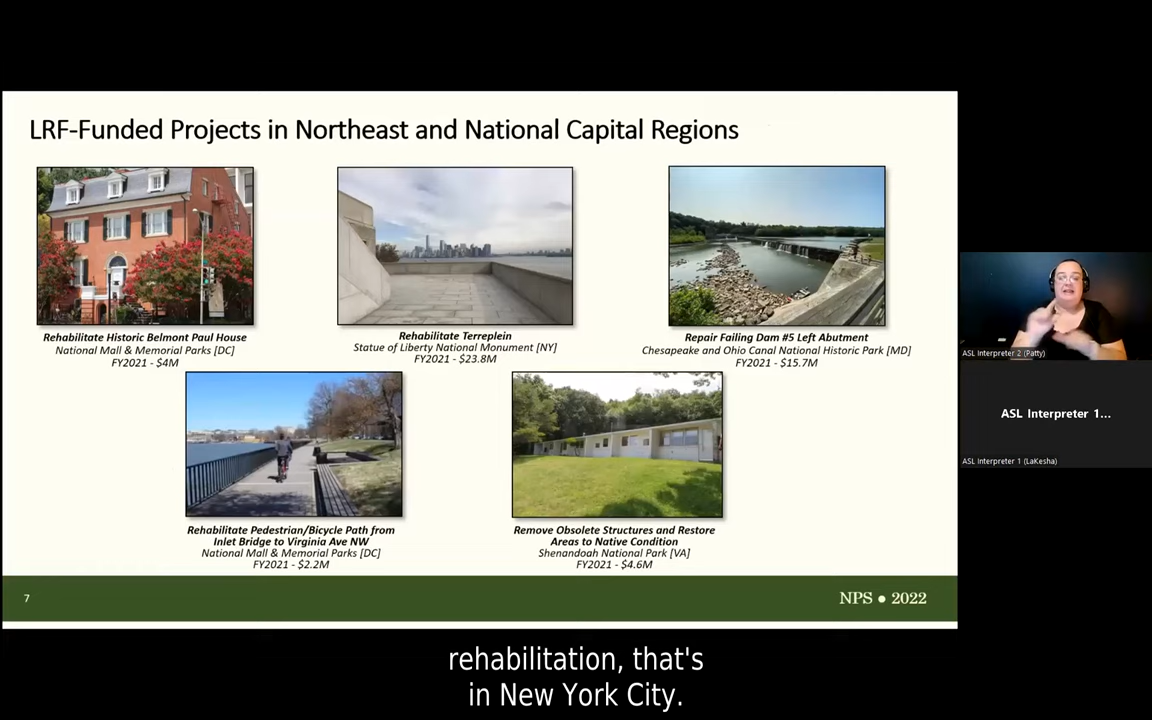 LRF-Funded Projects in Northeast and National Capital Regions
Rehabilitate Historic Belmont Paul House
National Mall & Memorial Parks [DC]
FY2021 - $4M
Rehabilitate Terreplein
Statue of Liberty National Monument [NY]
FY2021 - $23.8M
Repair Failing Dam #5 Left Abutment
Chesapeake and Ohio Canal National Historic Park [MD]
FY2021 - $15.7M
Rehabilitate Pedestrian/Bicycle Path from
Inlet Bridge to Virginia Ave NW
National Mall & Memorial Parks [DC]
FY2021 - $2.2M
Remove Obsolete Structures and Restore
Areas to Native Condition
Shenandoah National Park [VA]
FY2021 - $4.6M
7
NPS ● 2022
ASL Interpreter 2 (Patty)
ASL Interpreter 1...
ASL Interpreter 1 (LaKesha)
rehabilitation, that's
in New York City.